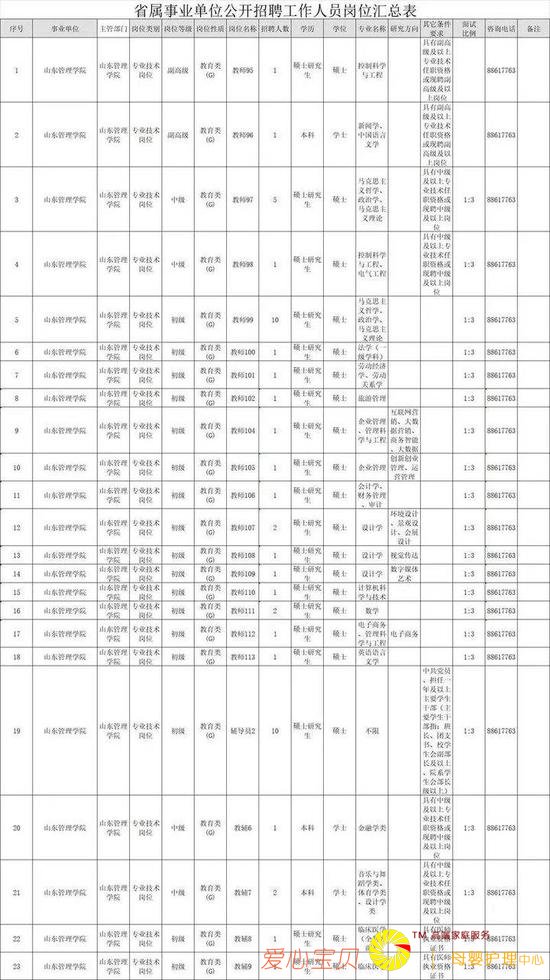 省属事业单位公开招聘工作人员岗位汇总表
序号 事业单位 主管部门 岗位类别 岗位等级 岗位性质 岗位名称 招聘人数 学历 学位 专业名称 研究方向 其它条件要求 面试比例 咨询电话 备注
1 山东管理学院 山东管理学院 专业技术岗位 副高级 教育类(G) 教师95 1 硕士研究生 硕士 控制科学与工程 具有副高级及以上专业技术任职资格或现聘副高级及以上岗位 88617763
2 山东管理学院 山东管理学院 专业技术岗位 副高级 教育类(G) 教师96 1 本科 学士 新闻学、中国语言文学 具有副高级及以上专业技术任职资格或现聘副高级及以上岗位 88617763
3 山东管理学院 山东管理学院 专业技术岗位 中级 教育类(G) 教师97 5 硕士研究生 硕士 马克思主义哲学、政治学、马克思主义理论 具有中级及以上专业技术任职资格或现聘中级及以上岗位 1:3 88617763
4 山东管理学院 山东管理学院 专业技术岗位 中级 教育类(G) 教师98 1 硕士研究生 硕士 控制科学与工程、电气工程 具有中级及以上专业技术任职资格或现聘中级及以上岗位 1:3 88617763
5 山东管理学院 山东管理学院 专业技术岗位 初级 教育类(G) 教师99 10 硕士研究生 硕士 马克思主义哲学、政治学、马克思主义理论 1:3 88617763
6 山东管理学院 山东管理学院 专业技术岗位 初级 教育类(G) 教师100 1 硕士研究生 硕士 法学（一级学科） 1:3 88617763
7 山东管理学院 山东管理学院 专业技术岗位 初级 教育类(G) 教师101 1 硕士研究生 硕士 劳动经济学、劳动关系学 1:3 88617763
8 山东管理学院 山东管理学院 专业技术岗位 初级 教育类(G) 教师102 1 硕士研究生 硕士 旅游管理 1:3 88617763
9 山东管理学院 山东管理学院 专业技术岗位 初级 教育类(G) 教师104 1 硕士研究生 硕士 企业管理、管理科学与工程 互联网营销、大数据营销、商务智能、大数据 1:3 88617763
10 山东管理学院 山东管理学院 专业技术岗位 初级 教育类(G) 教师105 1 硕士研究生 硕士 企业管理 创新创业管理、运营管理 1:3 88617763
11 山东管理学院 山东管理学院 专业技术岗位 初级 教育类(G) 教师106 1 硕士研究生 硕士 会计学、财务管理、审计 1:3 88617763
12 山东管理学院 山东管理学院 专业技术岗位 初级 教育类(G) 教师107 2 硕士研究生 硕士 设计学 环境设计、景观设计、会展设计 1:3 88617763
13 山东管理学院 山东管理学院 专业技术岗位 初级 教育类(G) 教师108 1 硕士研究生 硕士 设计学 视觉传达 1:3 88617763
14 山东管理学院 山东管理学院 专业技术岗位 初级 教育类(G) 教师109 1 硕士研究生 硕士 设计学 数字媒体艺术 1:3 88617763
15 山东管理学院 山东管理学院 专业技术岗位 初级 教育类(G) 教师110 1 硕士研究生 硕士 计算机科学与技术 1:3 88617763
16 山东管理学院 山东管理学院 专业技术岗位 初级 教育类(G) 教师111 2 硕士研究生 硕士 数学 1:3 88617763
17 山东管理学院 山东管理学院 专业技术岗位 初级 教育类(G) 教师112 1 硕士研究生 硕士 电子商务、管理科学与工程 电子商务 1:3 88617763
18 山东管理学院 山东管理学院 专业技术岗位 初级 教育类(G) 教师113 1 硕士研究生 硕士 英语语言文学 1:3 88617763
19 山东管理学院 山东管理学院 专业技术岗位 初级 教育类(G) 辅导员2 10 硕士研究生 硕士 不限 中共党员、担任一年及以上主要学生干部（主要学生干部指：班长、团支书、校学生会副部长及以上、院系学生会部长级以上） 1:3 88617763
20 山东管理学院 山东管理学院 专业技术岗位 中级 教育类(G) 教辅6 1 本科 学士 金融学类 具有中级及以上专业技术任职资格或现聘中级及以上岗位 1:3 88617763
21 山东管理学院 山东管理学院 专业技术岗位 中级 教育类(G) 教辅7 2 本科 学士 音乐与舞蹈学类、体育学类、设计学类 具有中级及以上专业技术任职资格或现聘中级及以上岗位 1:3 88617763
22 山东管理学院 山东管理学院 专业技术岗位 初级 教育类(G) 教辅8 1 临床医学 具有医师执业资格证书 1:3 88617763
23 山东管理学院 山东管理学院 专业技术岗位 初级 教育类(G) 教辅9 1 临床医学 具有医师执业资格证书 1:3 88617763
爱心宝贝
TM 高端家庭服务
母婴护理中心